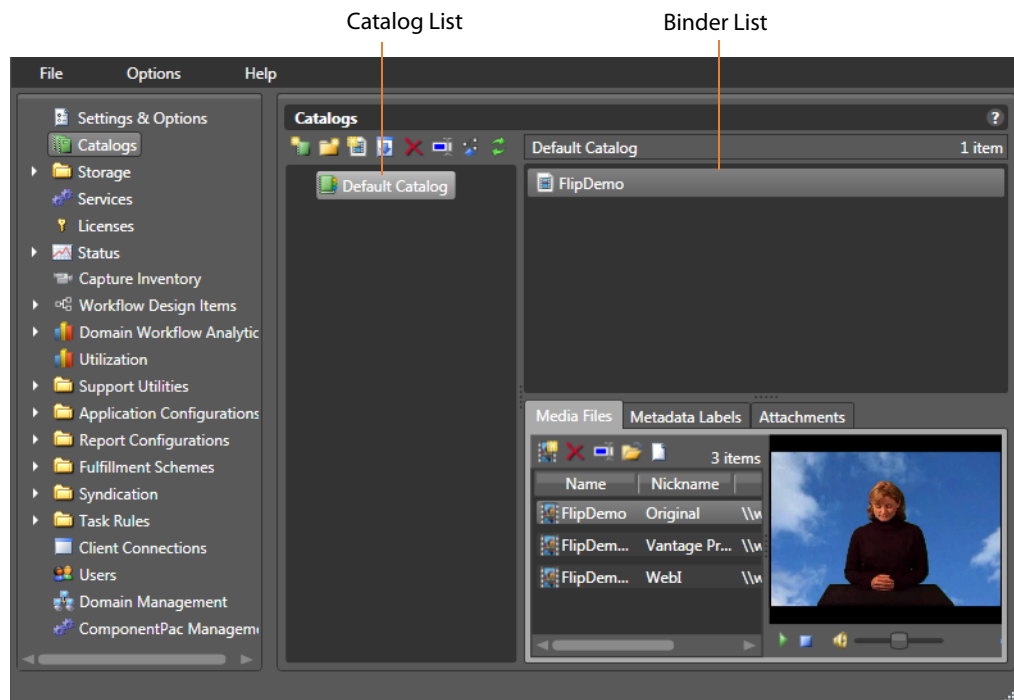 Catalog List
Binder List
File Options Help
Settings & Options
Catalogs
Storage
Services
Licenses
Status
Capture Inventory
Workflow Design Items
Domain Workflow Analytic
Utilization
Support Utilities
Application Configurations
Report Configurations
Fulfillment Schemes
Syndication
Task Rules
Client Connections
Users
Domain Management
ComponentPac Managem
Catalogs ?
Default Catalog
Default Catalog 1 item
FlipDemo
Media Files Metadata Labels Attachments
3 items
Name Nickname
FlipDemo Original \\w
FlipDem... Vantage Pr... \\w
FlipDem... WebI \\w